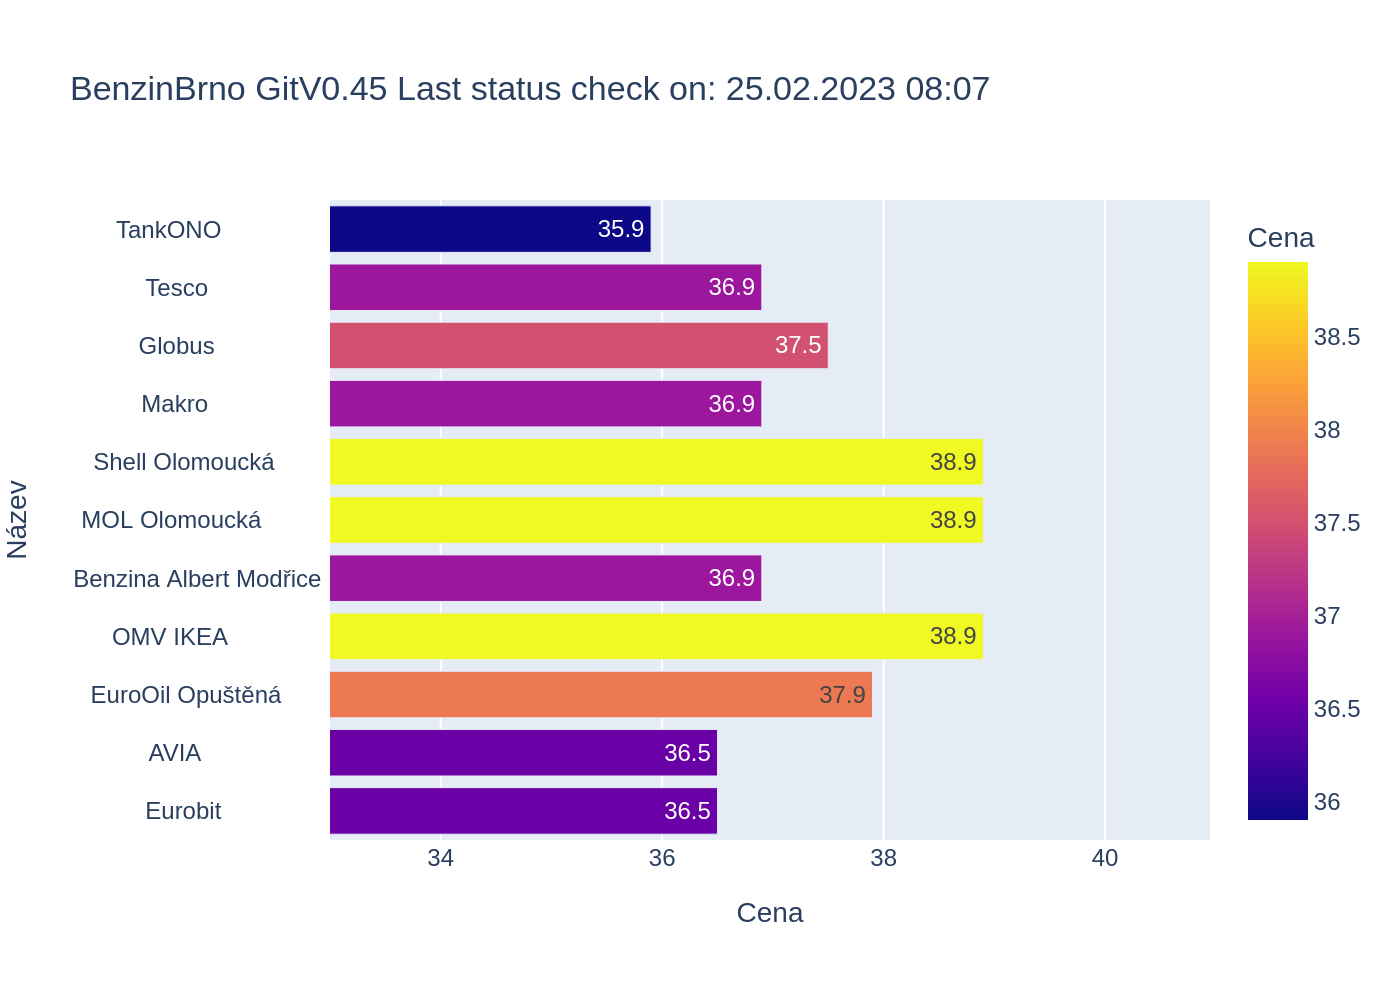 BenzinBrno GitV0.45 Last status check on: 25.02.2023 08:07
TankONO
35.9
Tesco
36.9
Globus
37.5
Makro
36.9
Shell Olomoucká
38.9
MOL Olomoucká
38.9
Benzina Albert Modřice
36.9
OMV IKEA
38.9
EuroOil Opuštěná
37.9
AVIA
36.5
Eurobit
36.5
Název
34
36
38
40
Cena
Cena
38.5
38
37.5
37
36.5
36